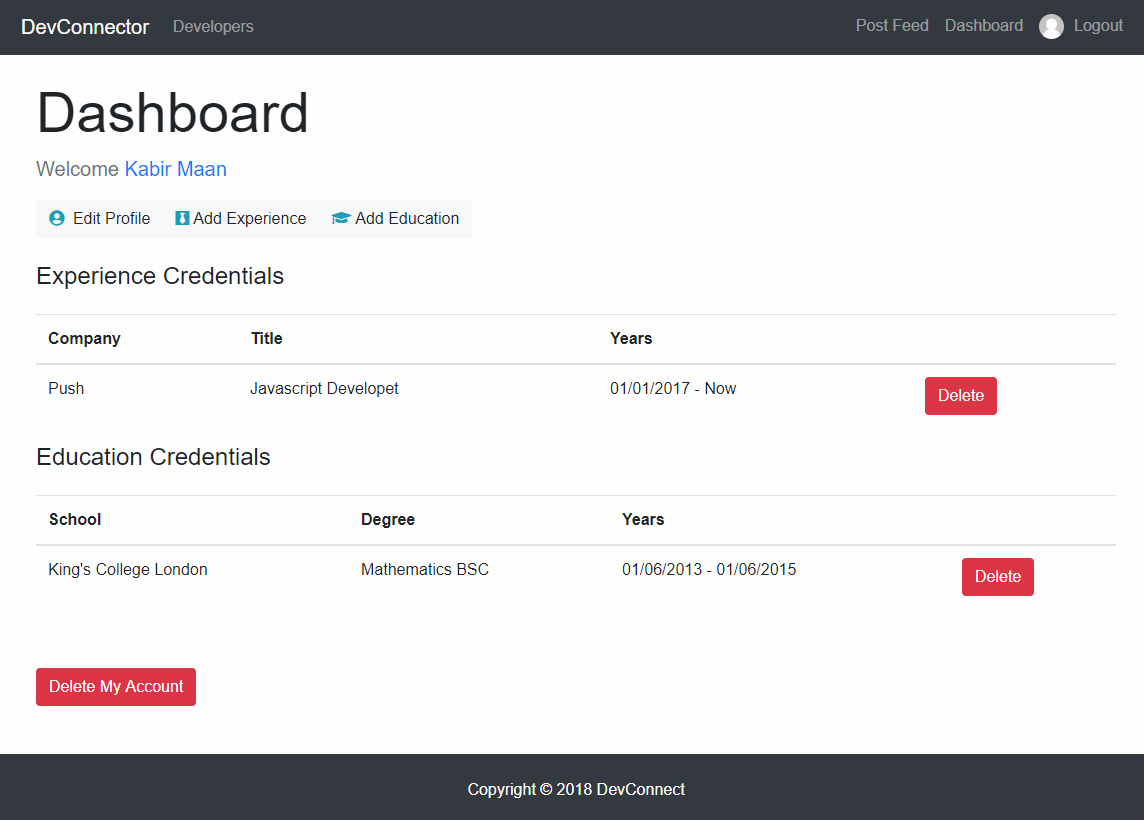 DevConnector Developers Post Feed Dashboard Logout
Dashboard
Welcome Kabir Maan
Edit Profile Add Experience Add Education
Experience Credentials
Company Title Years
Push Javascript Developet 01/01/2017 - Now Delete
Education Credentials
School Degree Years
King's College London Mathematics BSC 01/06/2013 - 01/06/2015 Delete
Delete My Account
Copyright © 2018 DevConnect